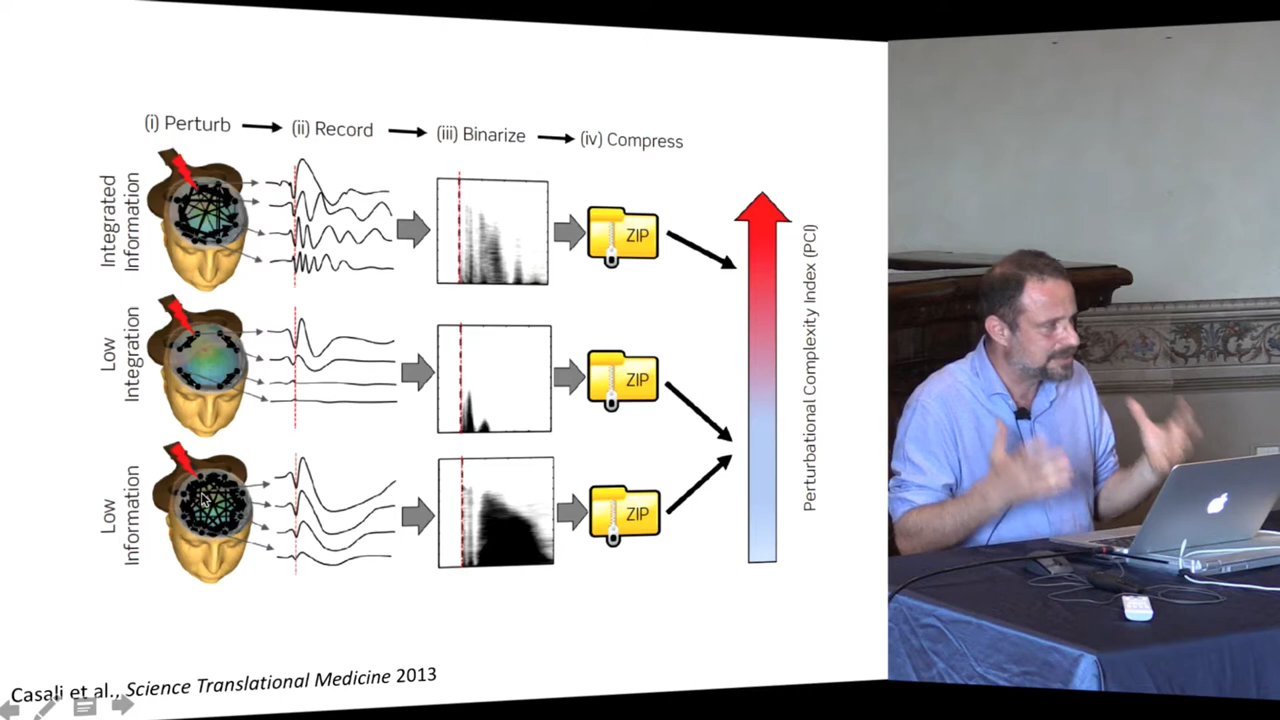 (i) Perturb
(ii) Record
(iii) Binarize
(iv) Compress
Integrated
Information
ZIP
Low
Integration
ZIP
Low
Information
ZIP
Perturbational Complexity Index (PCI)
Casali et al., Science Translational Medicine 2013